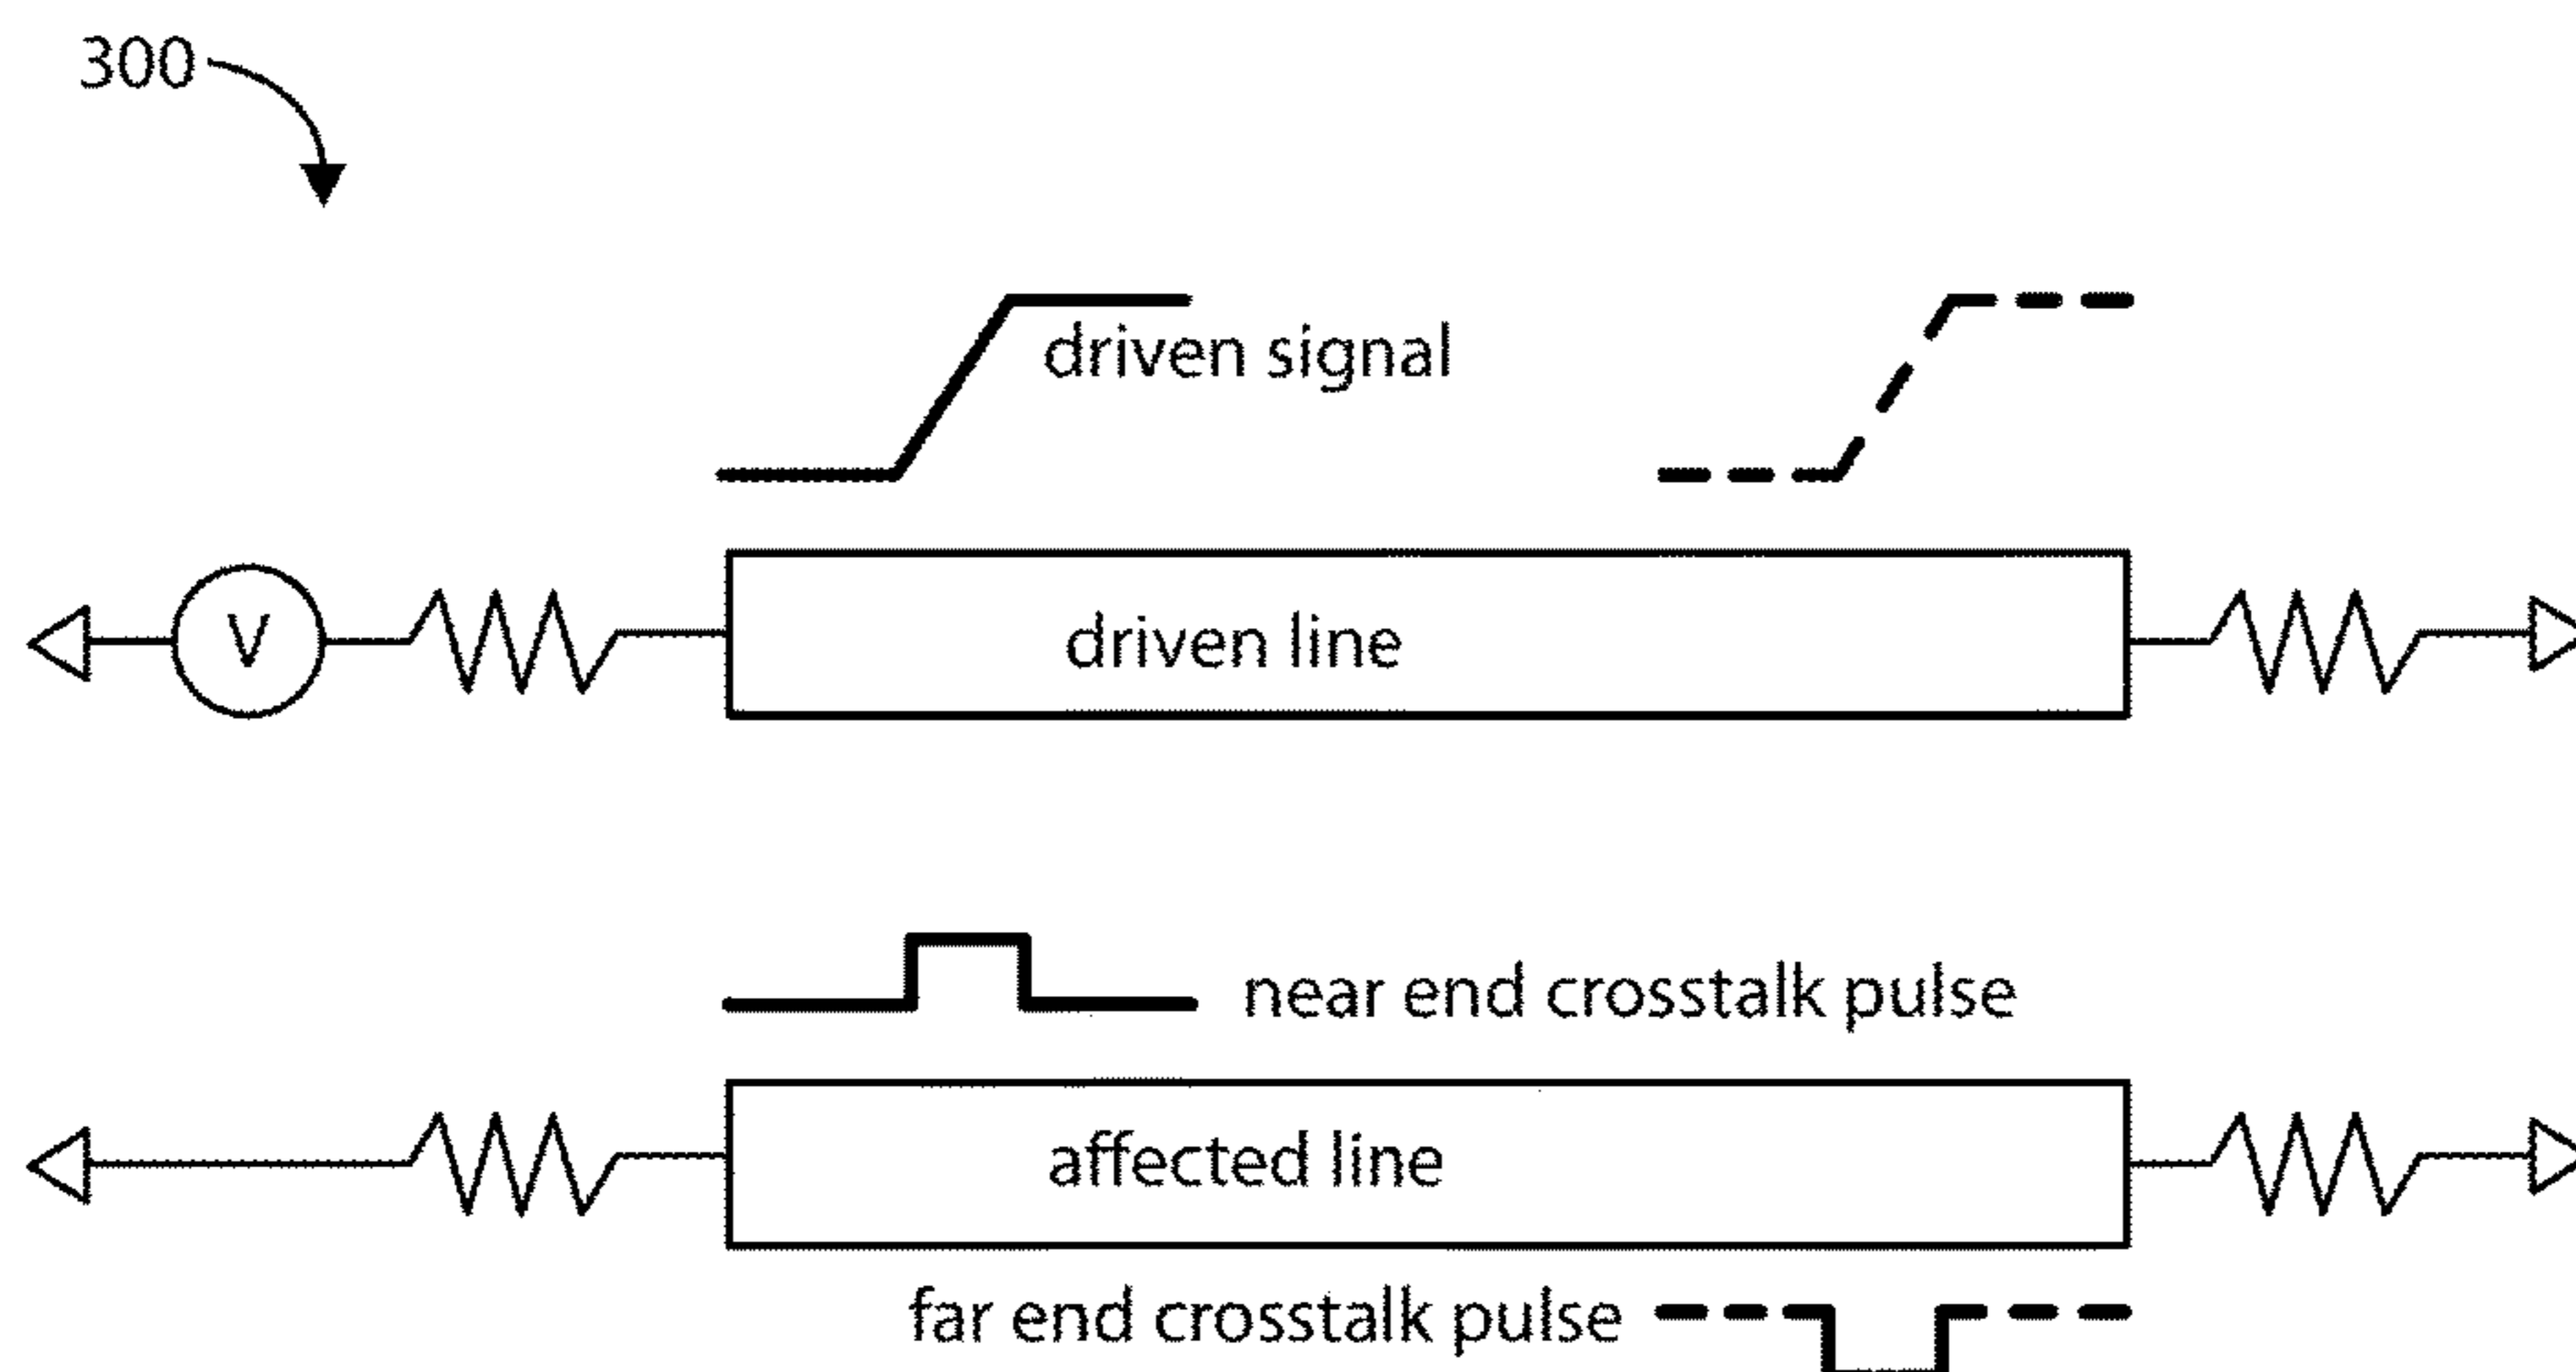 300
driven signal
V
driven line
near end crosstalk pulse
affected line
far end crosstalk pulse